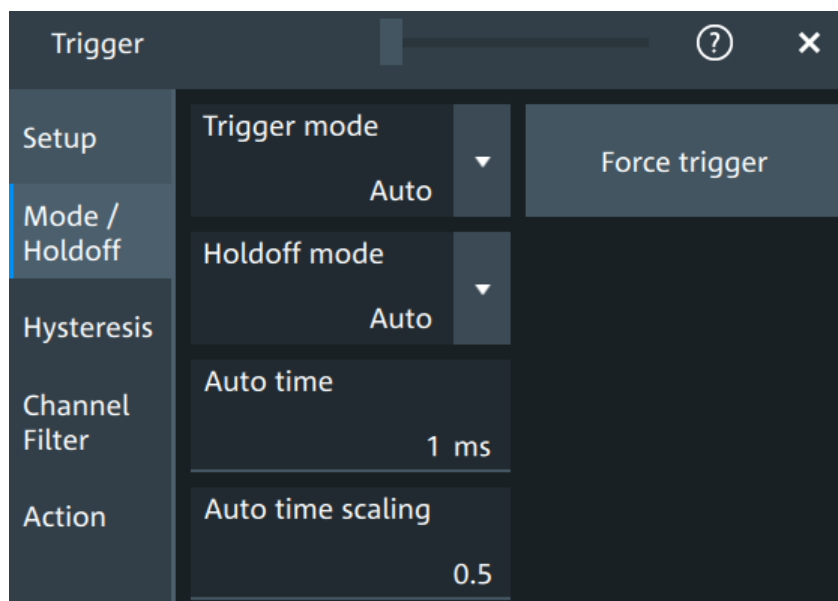 Trigger
?
Setup
Mode /
Holdoff
Hysteresis
Channel
Filter
Action
Trigger mode
Auto
Holdoff mode
Auto
Auto time
1 ms
Auto time scaling
0.5
Force trigger